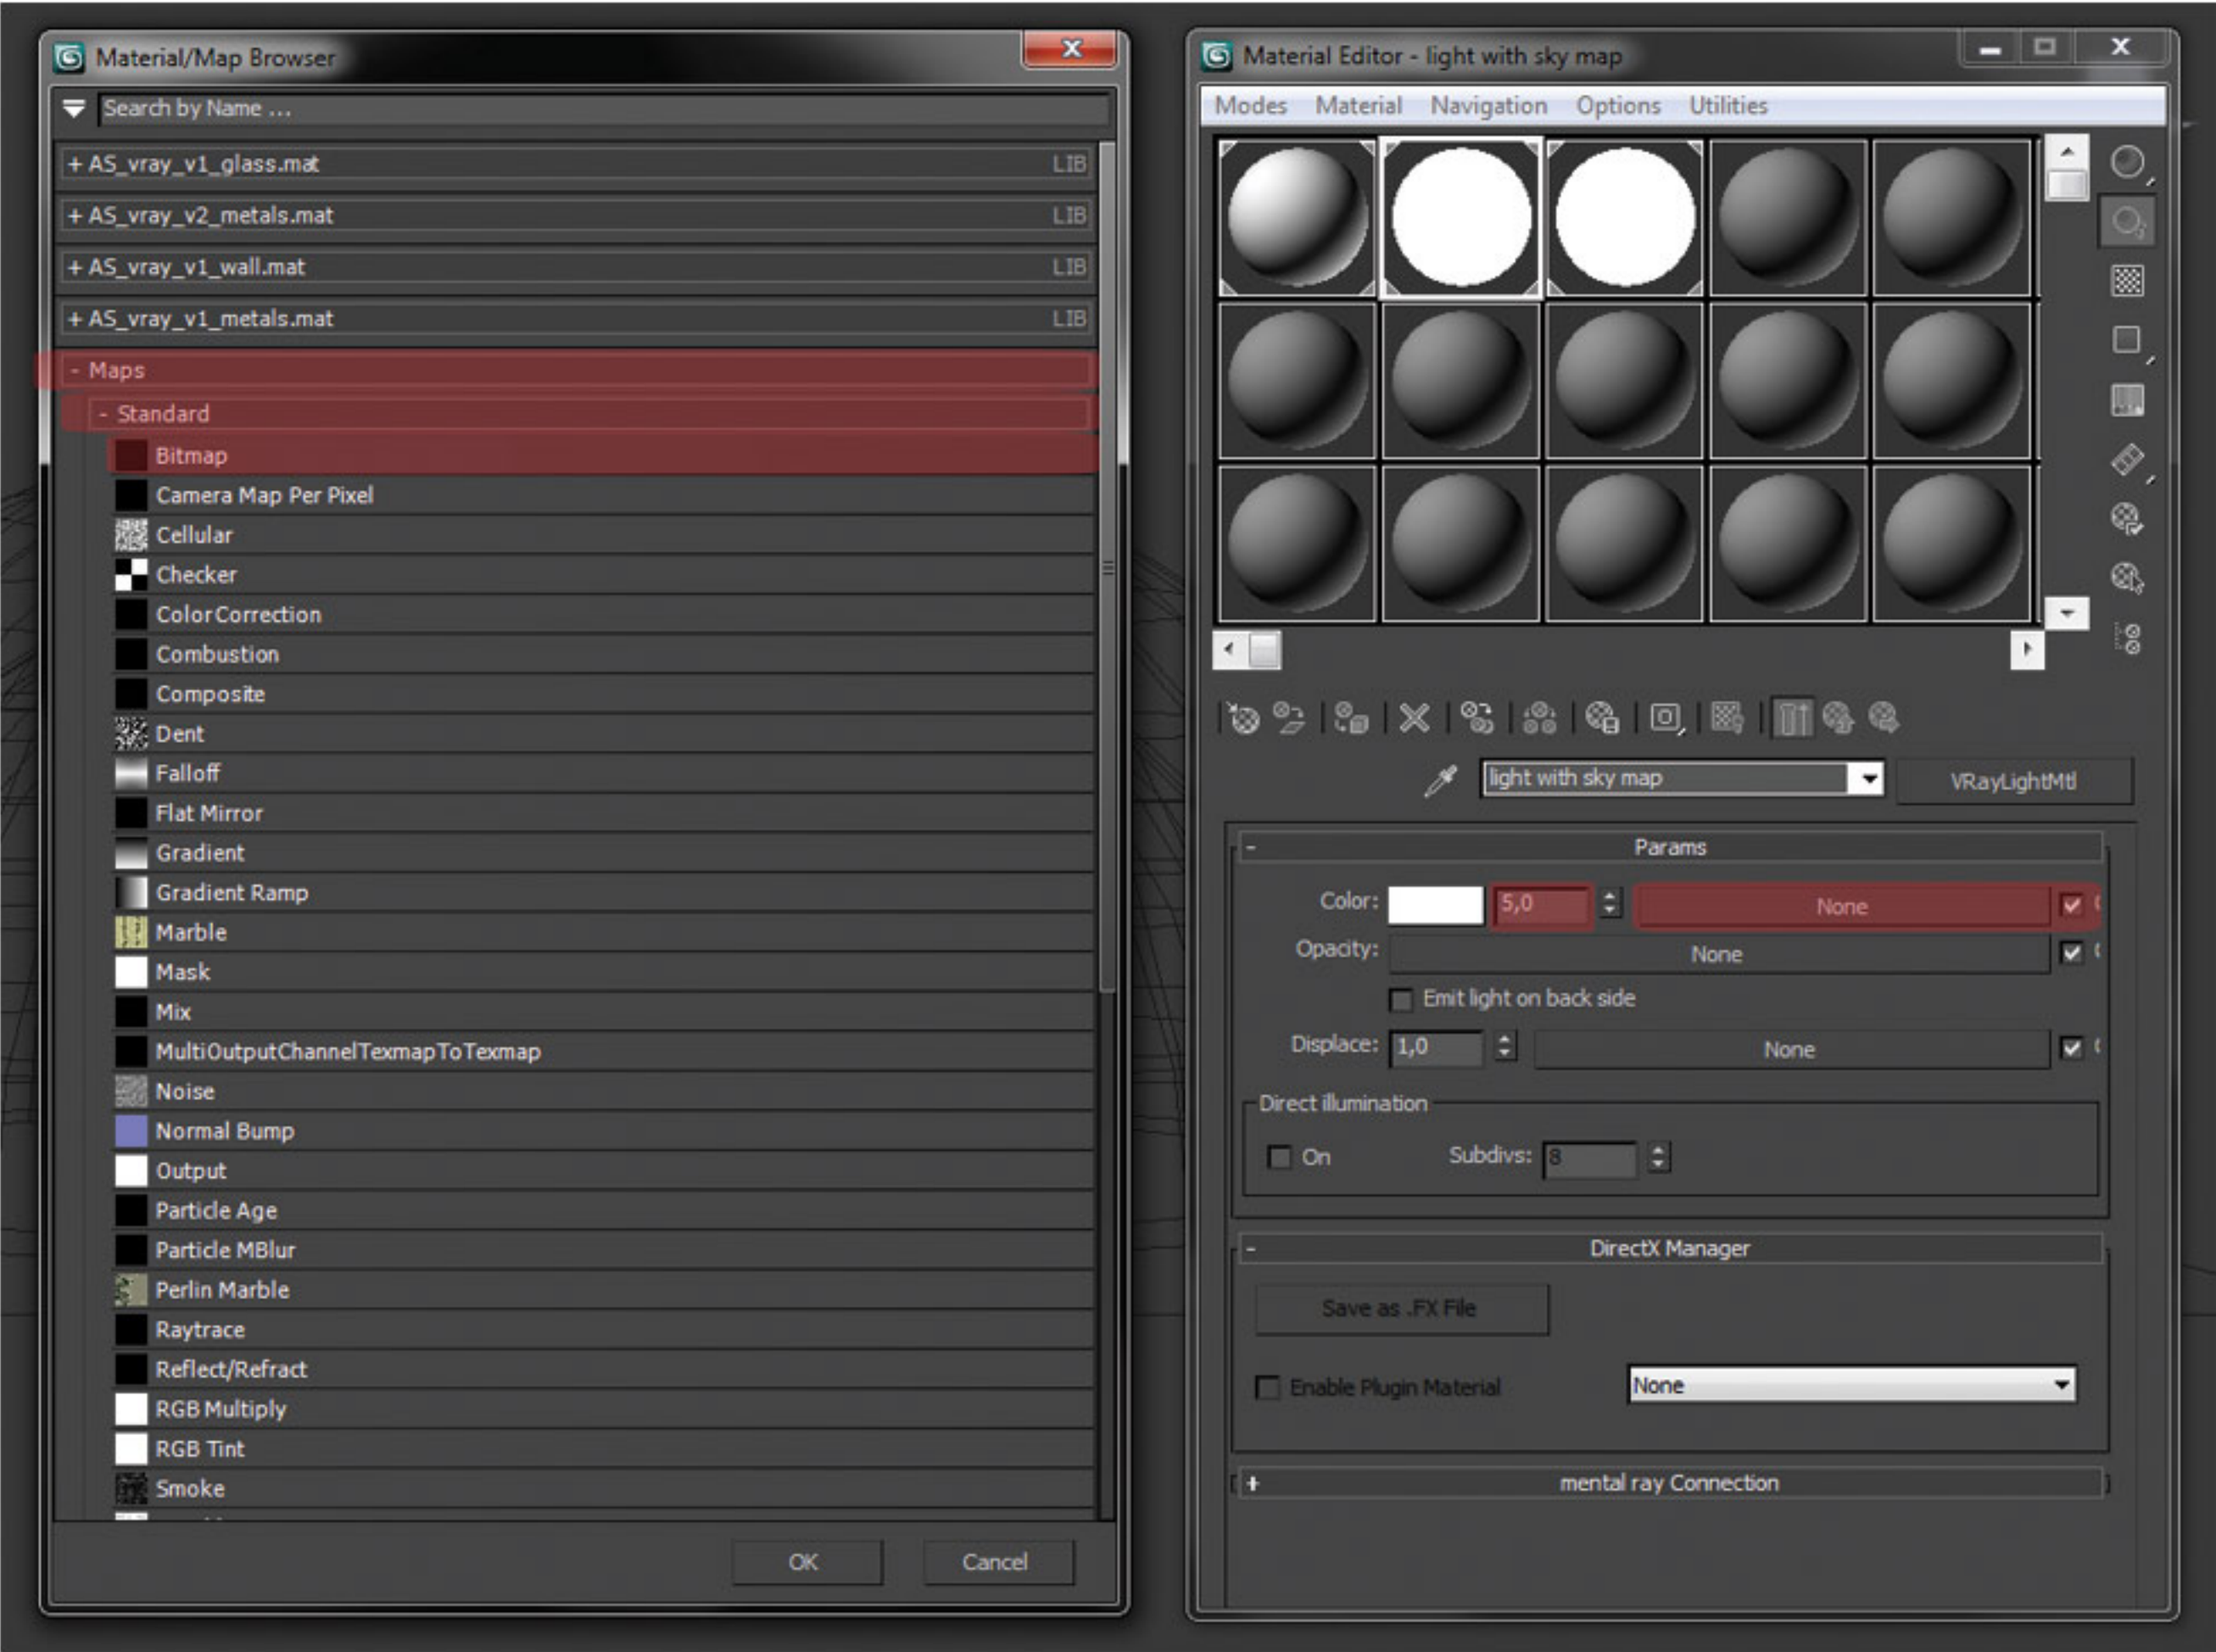 Material/Map Browser
Search by Name ...
+ AS_vray_v1_glass.mat LIB
+ AS_vray_v2_metals.mat LIB
+ AS_vray_v1_wall.mat LIB
+ AS_vray_v1_metals.mat LIB
- Maps
- Standard
Bitmap
Camera Map Per Pixel
Cellular
Checker
Color Correction
Combustion
Composite
Dent
Falloff
Flat Mirror
Gradient
Gradient Ramp
Marble
Mask
Mix
MultiOutputChannelTexmapToTexmap
Noise
Normal Bump
Output
Particle Age
Particle MBlur
Perlin Marble
Raytrace
Reflect/Refract
RGB Multiply
RGB Tint
Smoke
OK Cancel
Material Editor - light with sky map
Modes Material Navigation Options Utilities
light with sky map VRayLightMtl
- Params
Color: 5,0 None
Opacity: None
Emit light on back side
Displace: 1,0 None
Direct illumination
On Subdivs: 8
- DirectX Manager
Save as .FX File
Enable Plugin Material None
+ mental ray Connection